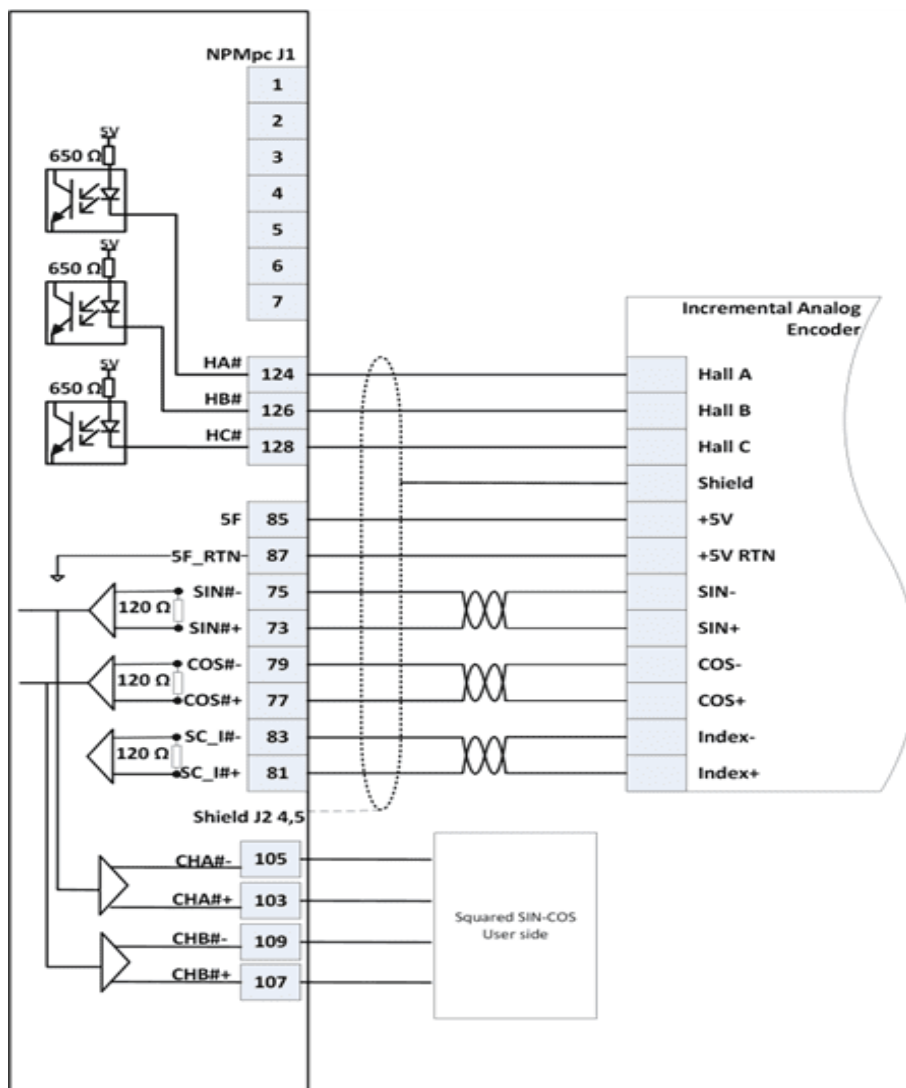 NPMpc J1
1
2
3
4
5
6
7
5V
650 Ω
5V
650 Ω
5V
650 Ω
HA# 124
HB# 126
HC# 128
5F 85
5F_RTN 87
SIN#- 75
120 Ω
SIN#+ 73
COS#- 79
120 Ω
COS#+ 77
SC_I#- 83
120 Ω
SC_I#+ 81
Shield J2 4,5
CHA#- 105
CHA#+ 103
CHB#- 109
CHB#+ 107
Incremental Analog
Encoder
Hall A
Hall B
Hall C
Shield
+5V
+5V RTN
SIN-
SIN+
COS-
COS+
Index-
Index+
Squared SIN-COS
User side